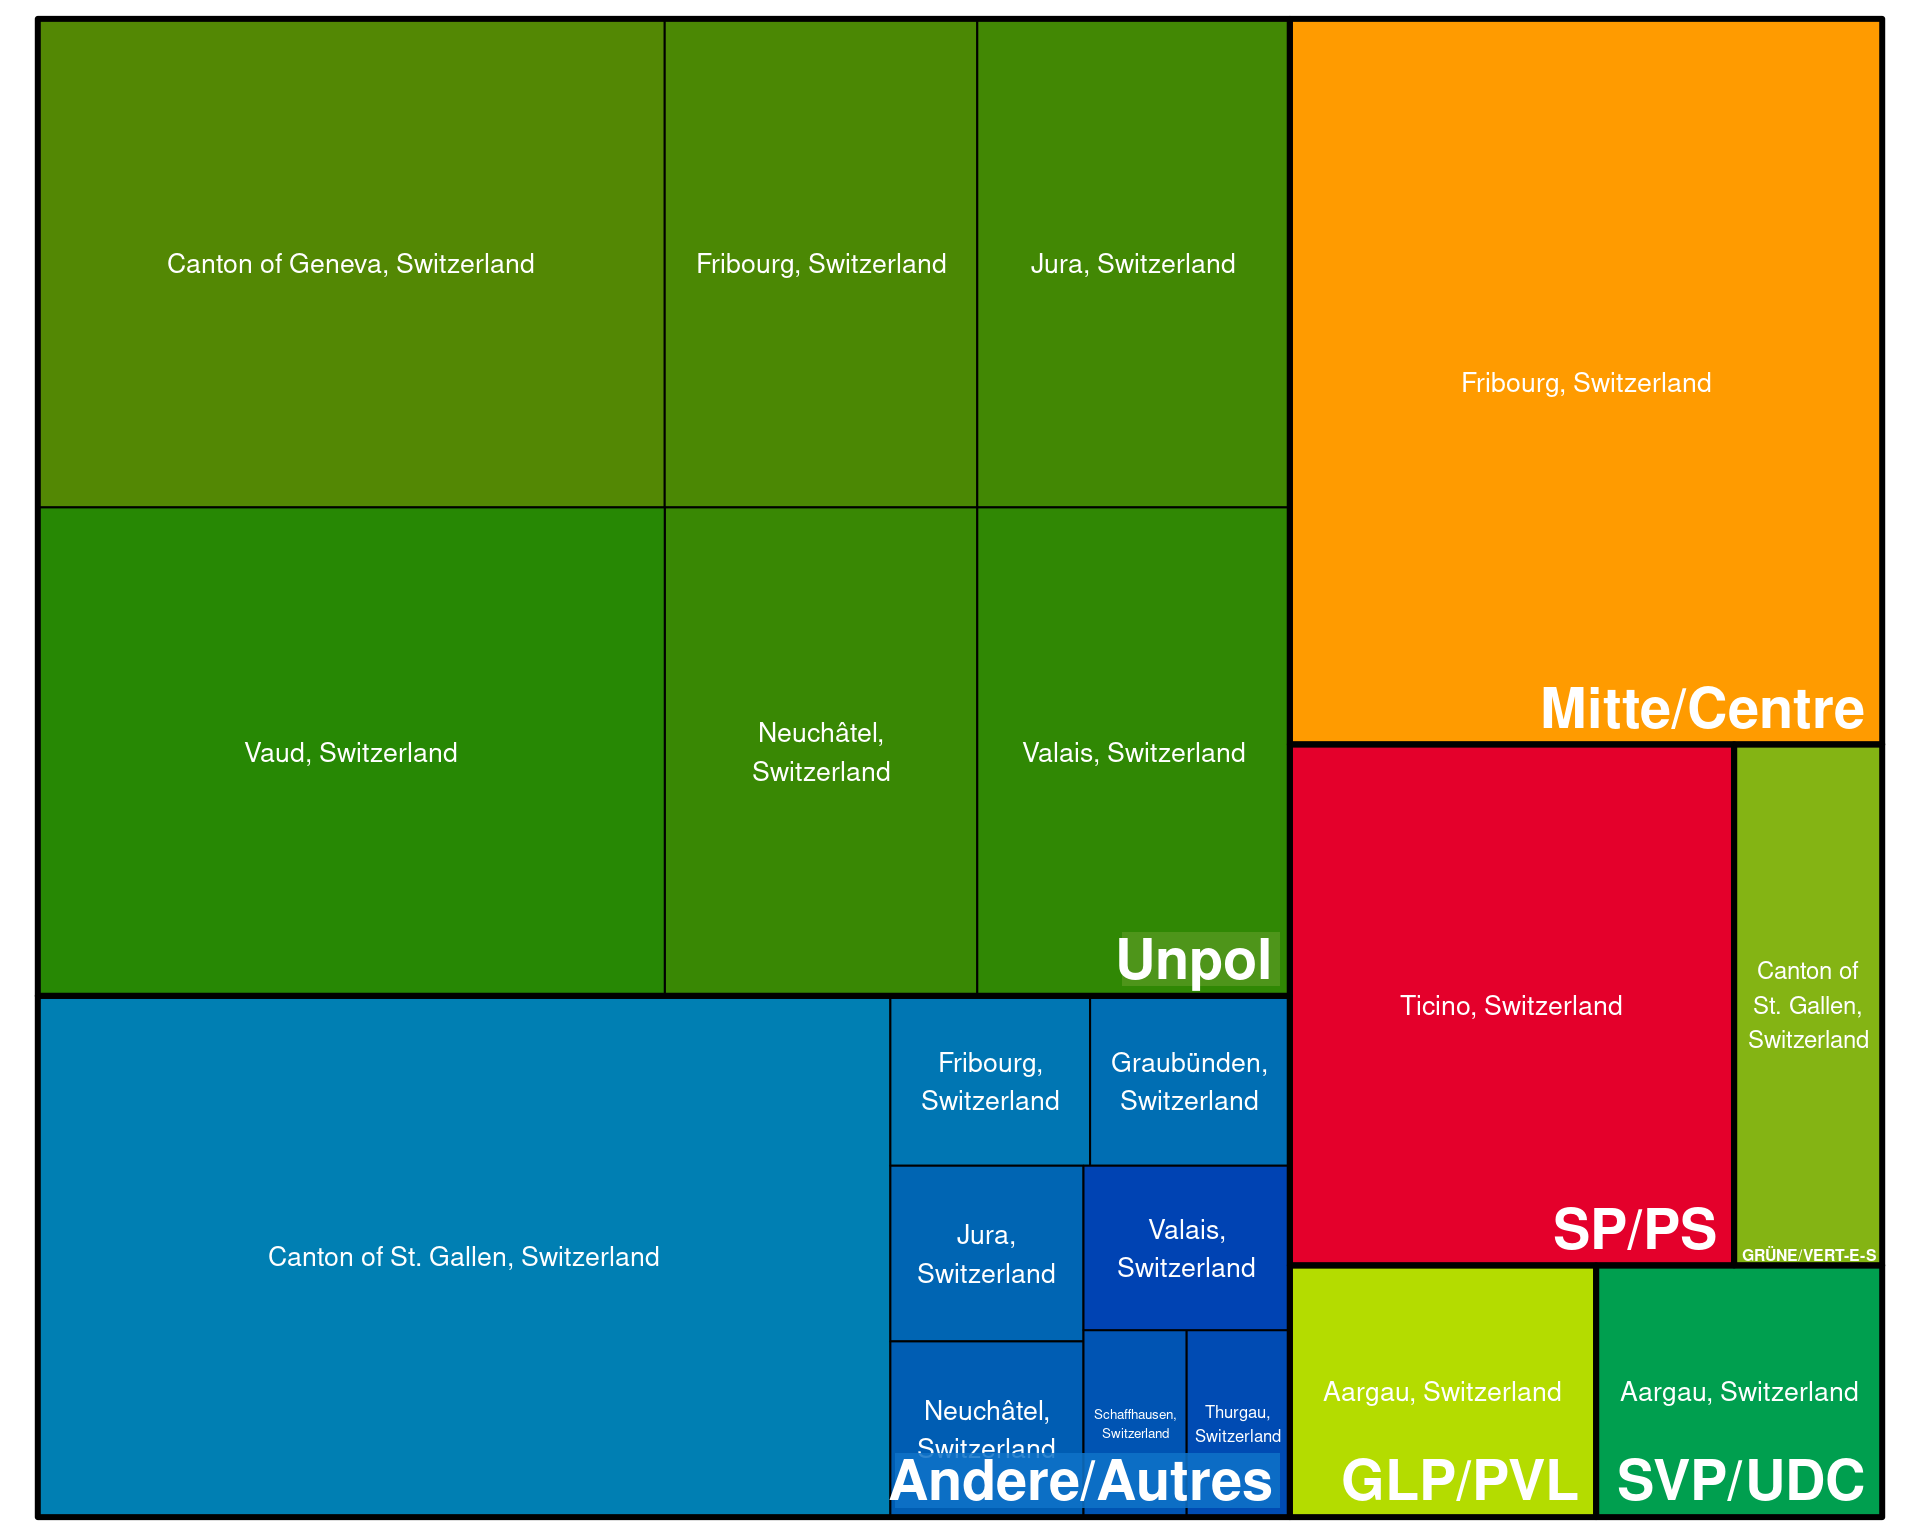 Canton of Geneva, Switzerland
Fribourg, Switzerland
Jura, Switzerland
Vaud, Switzerland
Neuchâtel,
Switzerland
Valais, Switzerland
Unpol
Canton of St. Gallen, Switzerland
Fribourg,
Switzerland
Graubünden,
Switzerland
Jura,
Switzerland
Valais,
Switzerland
Neuchâtel,
Switzerland
Schaffhausen,
Switzerland
Thurgau,
Switzerland
Andere/Autres
Fribourg, Switzerland
Mitte/Centre
Ticino, Switzerland
SP/PS
Canton of
St. Gallen,
Switzerland
GRÜNE/VERT-E-S
Aargau, Switzerland
GLP/PVL
Aargau, Switzerland
SVP/UDC